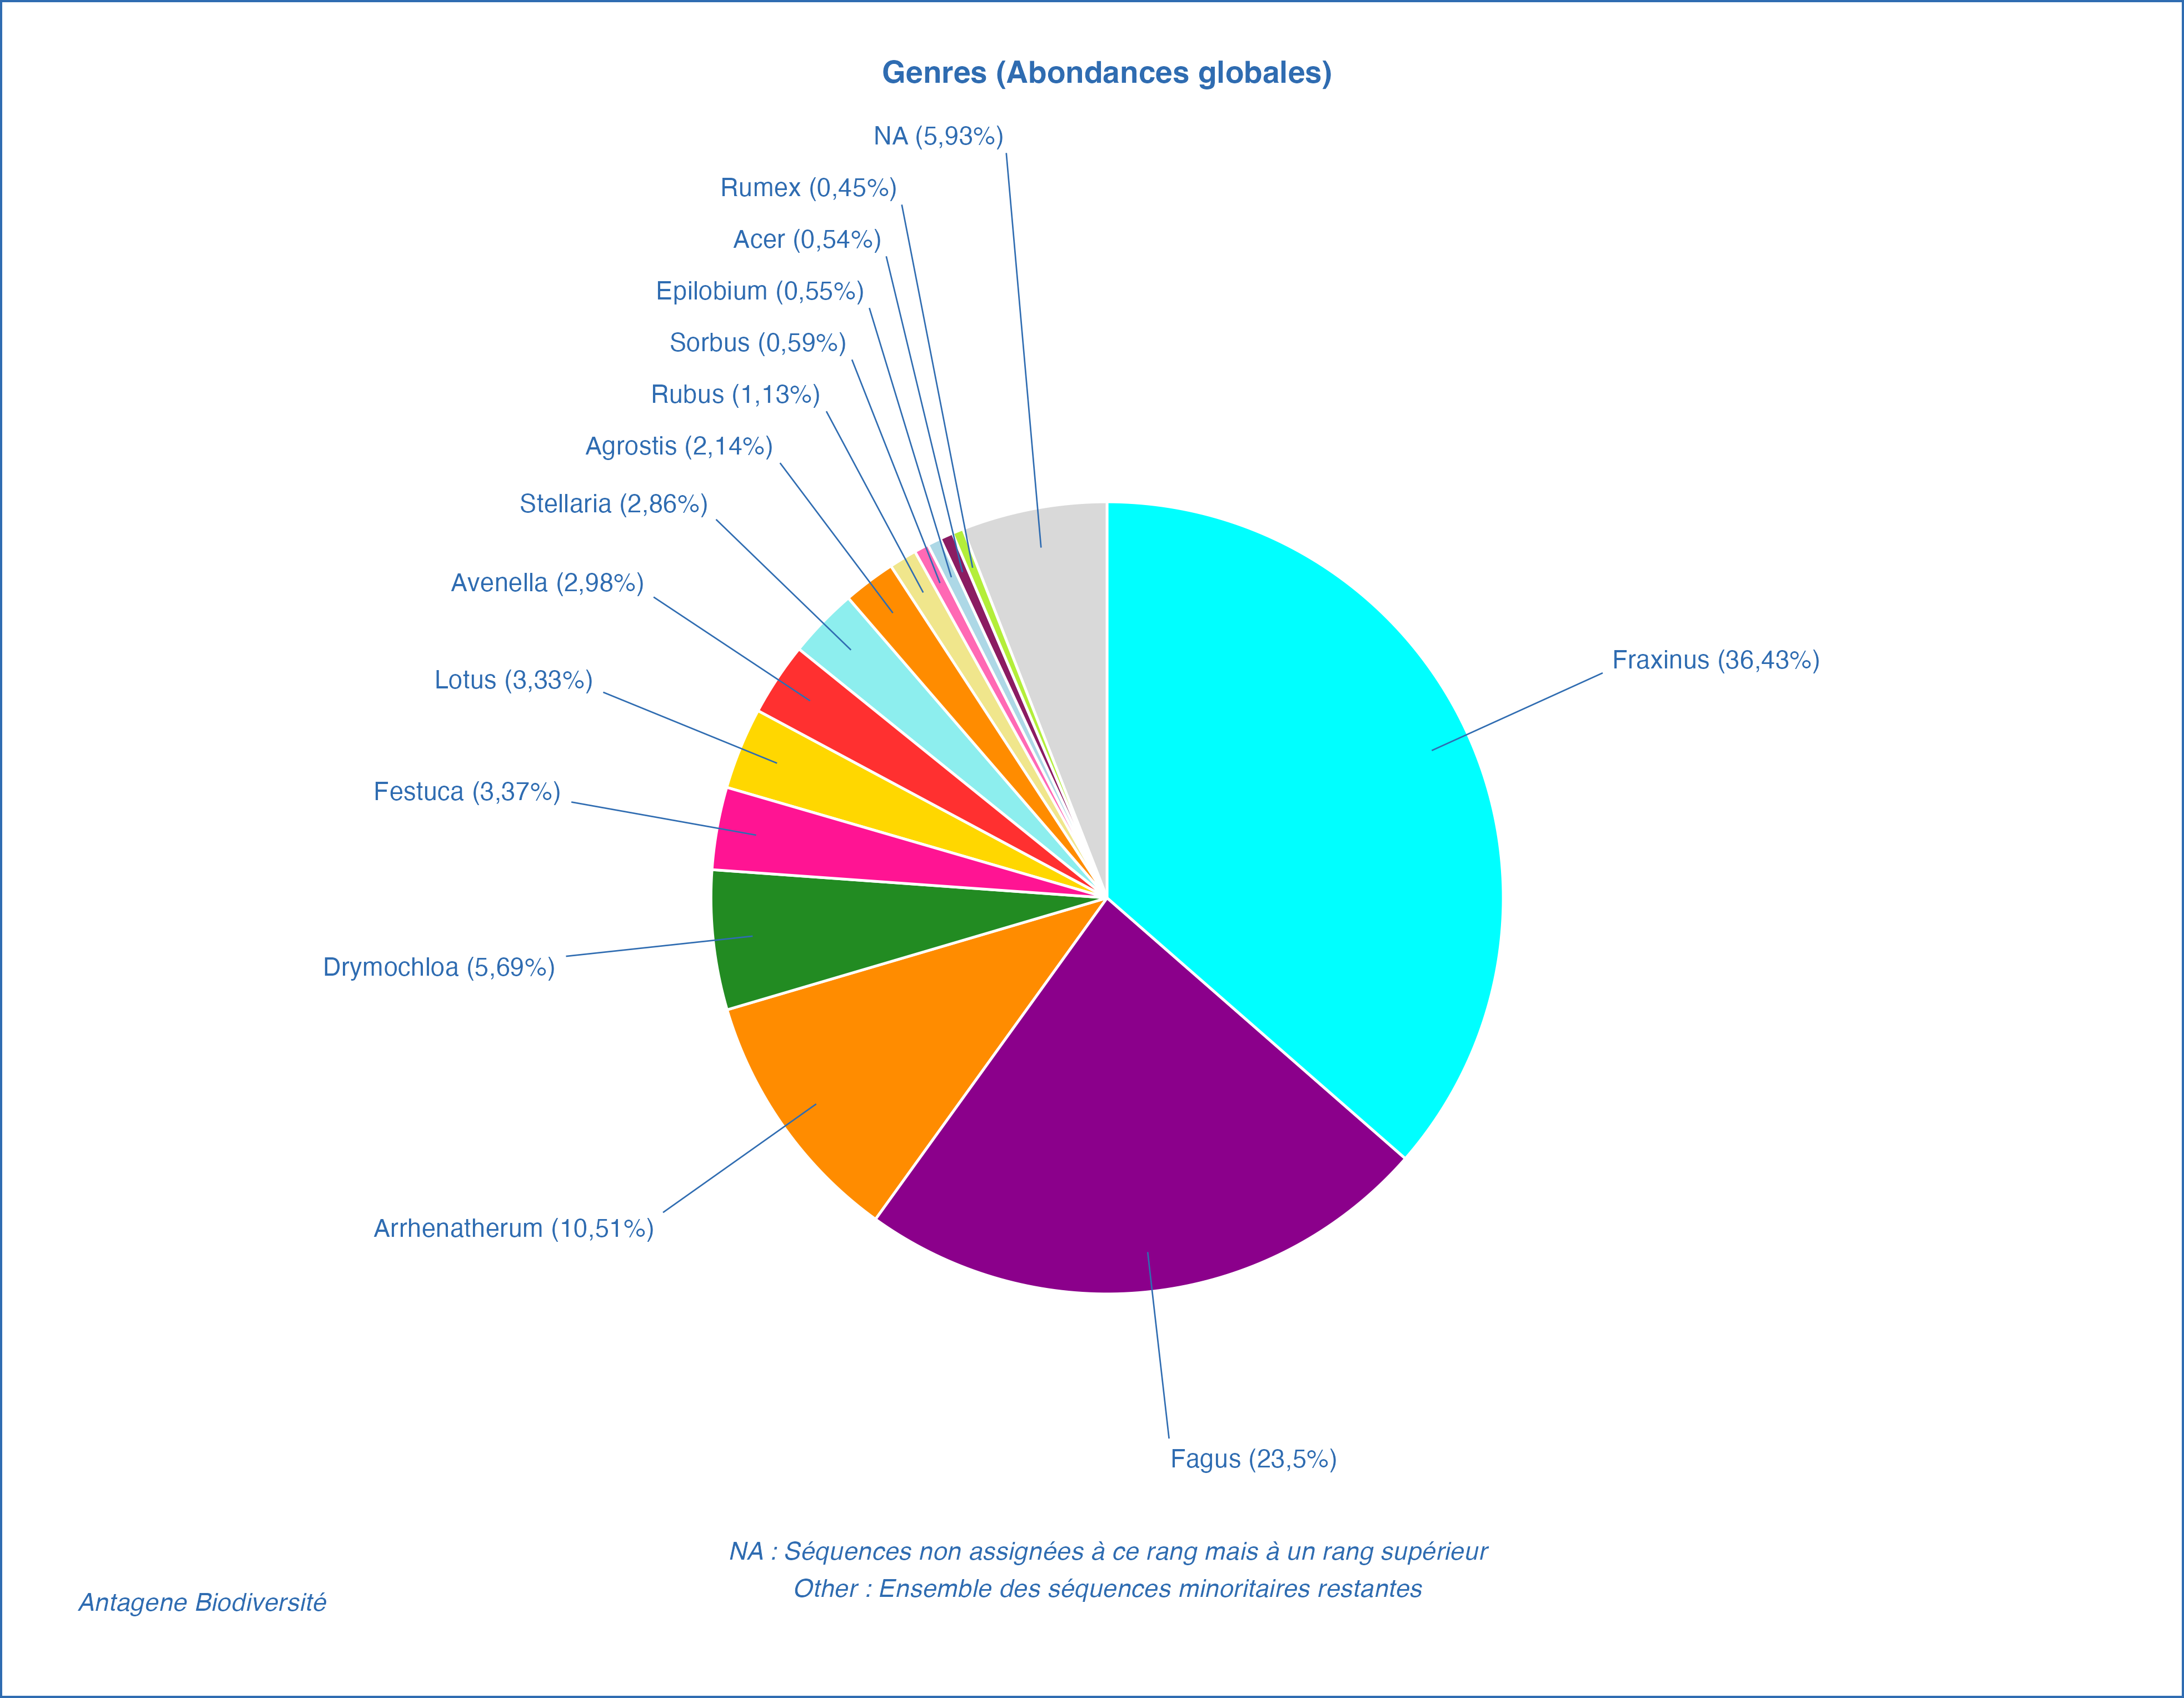 Genres (Abondances globales)
NA (5,93%)
Rumex (0,45%)
Acer (0,54%)
Epilobium (0,55%)
Sorbus (0,59%)
Rubus (1,13%)
Agrostis (2,14%)
Stellaria (2,86%)
Avenella (2,98%)
Fraxinus (36,43%)
Lotus (3,33%)
Festuca (3,37%)
Drymochloa (5,69%)
Arrhenatherum (10,51%)
Fagus (23,5%)
NA : Séquences non assignées à ce rang mais à un rang supérieur
Other : Ensemble des séquences minoritaires restantes
Antagene Biodiversité